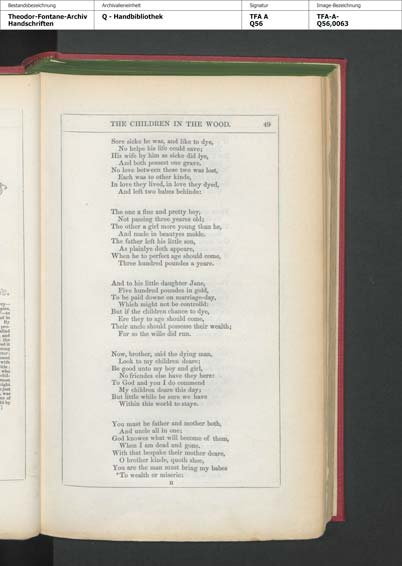 Bestandsbezeichnung Archivalieneinheit Signatur Image-Bezeichnung
Theodor-Fontane-Archiv Q - Handbibliothek TFA A TFA-A-
Handschriften Q56 Q56,0063
THE CHILDREN IN THE WOOD. 49
Sore sicke he was, and like to dye,
No helpe his life could save;
His wife by him as sicke did lye,
And both possest one grave.
No love between these two was lost,
Each was to other kinde,
In love they lived, in love they dyed,
And left two babes behinde:
The one a fine and pretty boy,
Not passing three yeares olde;
The other a girl more young than he,
And made in beautyes molde.
The father left his little son,
As plainlye doth appeare,
When he to perfect age should come,
Three hundred poundes a yeare.
And to his little daughter Jane,
Five hundred poundes in gold,
To be paid downe on marriage-day,
Which might not be controlld:
But if the children chance to dye,
Ere they to age should come,
Their uncle should possesse their wealth;
For so the wille did run.
Now, brother, said the dying man,
Look to my children deare;
Be good unto my boy and girl,
No friendes else have they here:
To God and you I do commend
My children deare this day;
But little while be sure we have
Within this world to staye.
You must be father and mother both,
And uncle all in one;
God knowes what will become of them,
When I am dead and gone.
With that bespake their mother deare,
O brother kinde, quoth shee,
You are the man must bring my babes
To wealth or miserie: